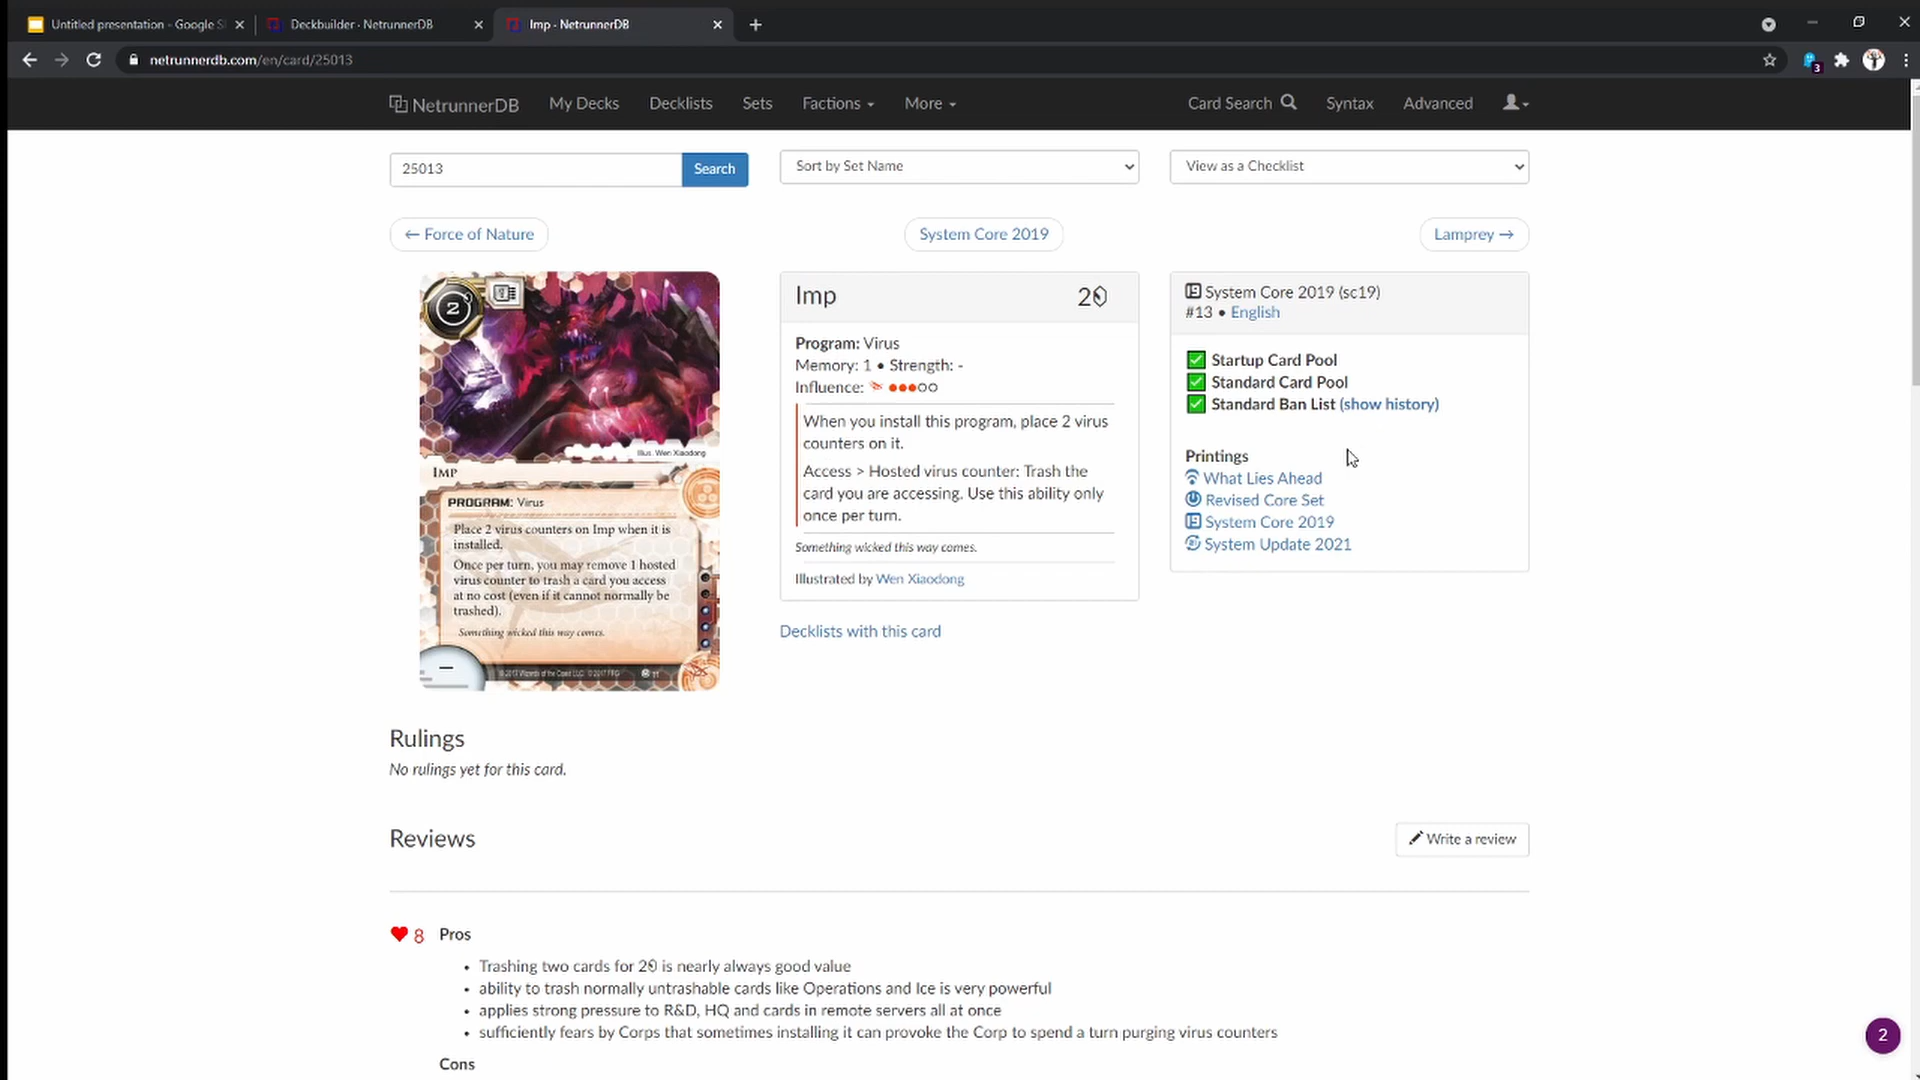 Untitled presentation - Google S
Deckbuilder · NetrunnerDB
Imp · NetrunnerDB
netrunnerdb.com/en/card/25013
3
NetrunnerDB
My Decks
Decklists
Sets
Factions
More
Card Search
Syntax
Advanced
25013
Search
Sort by Set Name
View as a Checklist
← Force of Nature
System Core 2019
Lamprey →
2
Illus. Wen Xiaodong
Imp
PROGRAM: Virus
Place 2 virus counters on Imp when it is
installed.
Once per turn, you may remove 1 hosted
virus counter to trash a card you access
at no cost (even if it cannot normally be
trashed).
Something wicked this way comes.
–
Imp
2
Program: Virus
Memory: 1 • Strength: -
Influence: ●●●○○
When you install this program, place 2 virus
counters on it.
Access > Hosted virus counter: Trash the
card you are accessing. Use this ability only
once per turn.
Something wicked this way comes.
Illustrated by Wen Xiaodong
Decklists with this card
System Core 2019 (sc19)
#13 • English
Startup Card Pool
Standard Card Pool
Standard Ban List (show history)
Printings
What Lies Ahead
Revised Core Set
System Core 2019
System Update 2021
Rulings
No rulings yet for this card.
Reviews
Write a review
8
Pros
• Trashing two cards for 2 is nearly always good value
• ability to trash normally untrashable cards like Operations and Ice is very powerful
• applies strong pressure to R&D, HQ and cards in remote servers all at once
• sufficiently fears by Corps that sometimes installing it can provoke the Corp to spend a turn purging virus counters
Cons
2